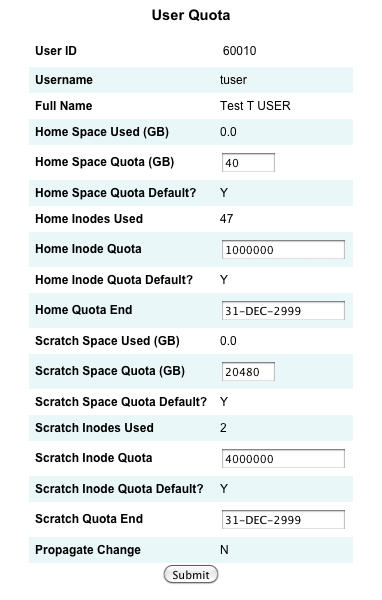 User Quota
User ID 60010
Username tuser
Full Name Test T USER
Home Space Used (GB) 0.0
Home Space Quota (GB) 40
Home Space Quota Default? Y
Home Inodes Used 47
Home Inode Quota 1000000
Home Inode Quota Default? Y
Home Quota End 31-DEC-2999
Scratch Space Used (GB) 0.0
Scratch Space Quota (GB) 20480
Scratch Space Quota Default? Y
Scratch Inodes Used 2
Scratch Inode Quota 4000000
Scratch Inode Quota Default? Y
Scratch Quota End 31-DEC-2999
Propagate Change N
Submit